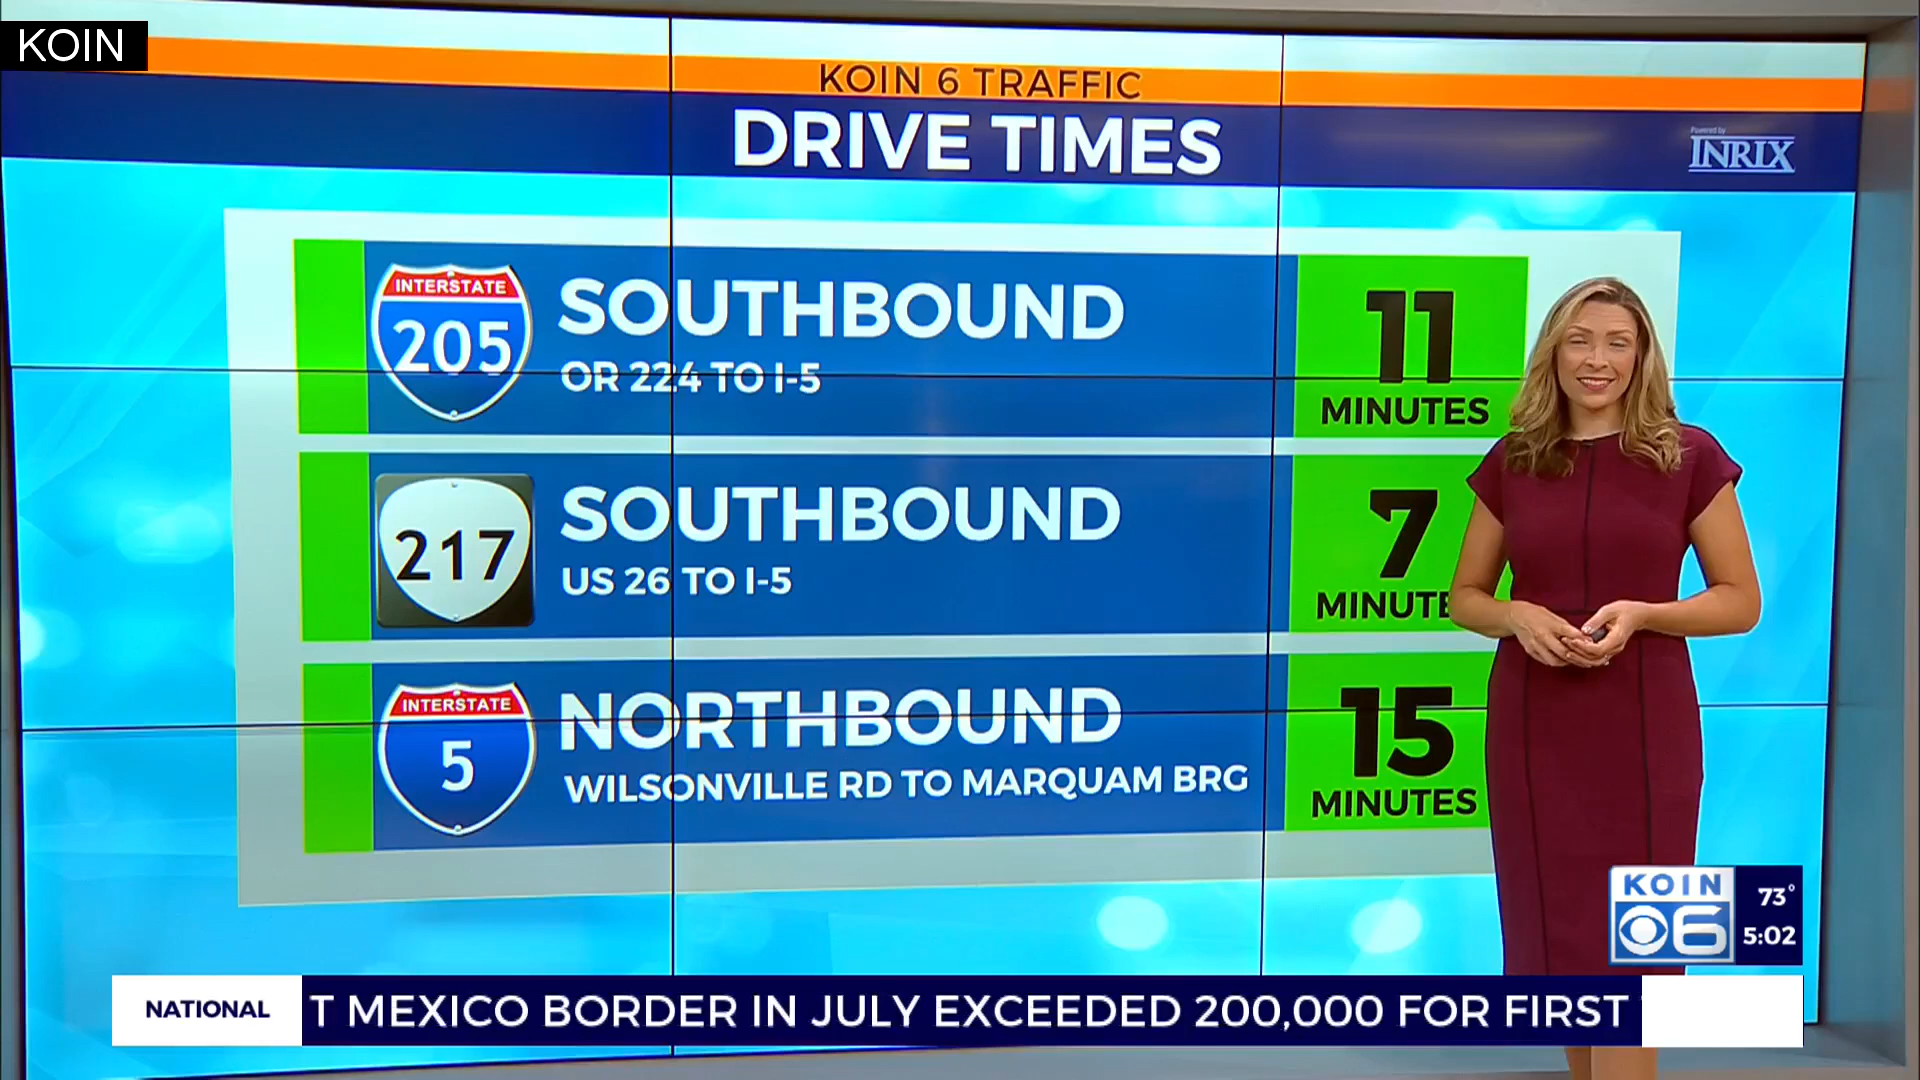 KOIN
KOIN 6 TRAFFIC
DRIVE TIMES
Powered by
INRIX
INTERSTATE
205
SOUTHBOUND
OR 224 TO I-5
11
MINUTES
217
SOUTHBOUND
US 26 TO I-5
7
MINUTE
INTERSTATE
5
NORTHBOUND
WILSONVILLE RD TO MARQUAM BRG
15
MINUTES
KOIN
6
73°
5:02
NATIONAL
T MEXICO BORDER IN JULY EXCEEDED 200,000 FOR FIRST